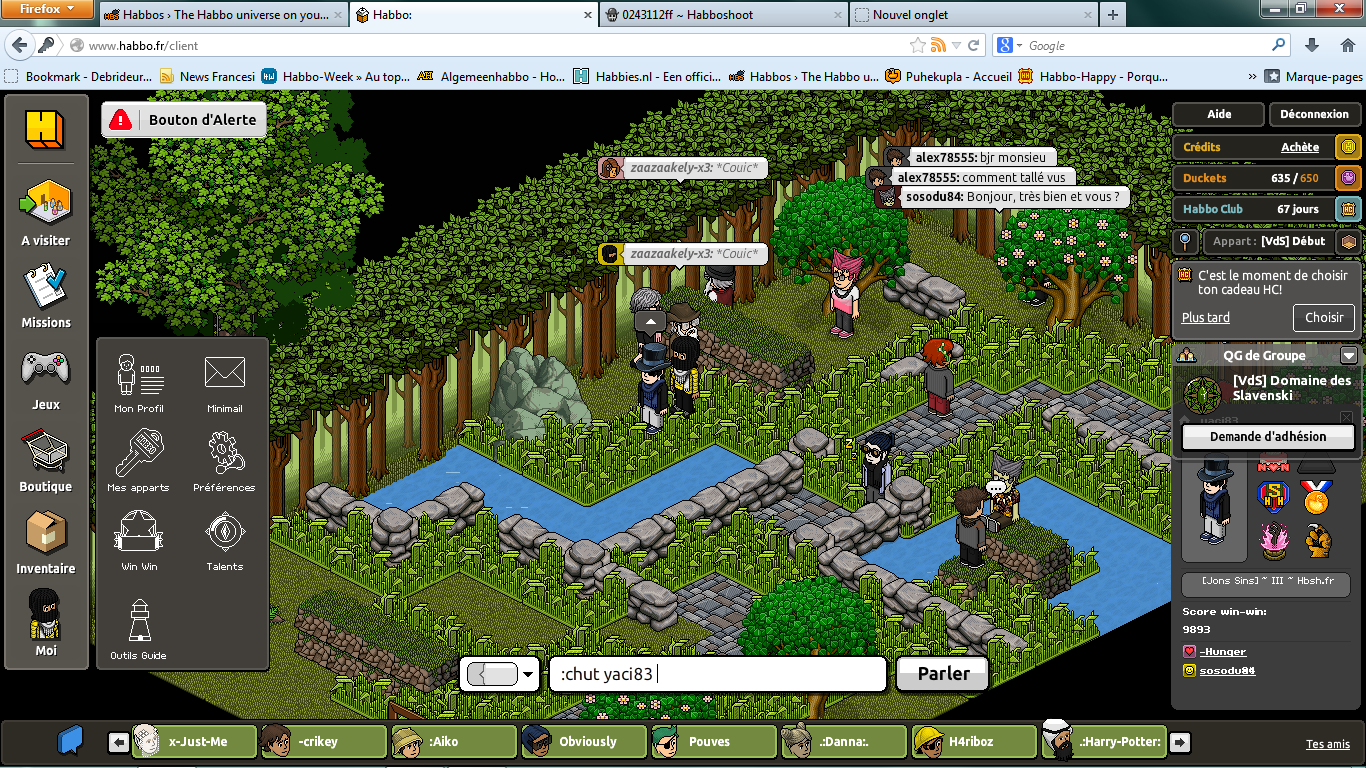 Firefox
Habbos › The Habbo universe on you...
Habbo:
0243112ff ~ Habboshoot
Nouvel onglet
www.habbo.fr/client
Google
Bookmark - Debrideur...
News Francesi
Habbo-Week » Au top...
Algemeenhabbo - Ho...
Habbies.nl - Een offici...
Habbos › The Habbo u...
Puhekupla - Accueil
Habbo-Happy - Porqu...
»
Marque-pages
Bouton d'Alerte
Aide
Déconnexion
Crédits
Achète
Duckets
635 / 650
Habbo Club
67 jours
Appart : [VdS] Début
C'est le moment de choisir
ton cadeau HC!
Plus tard
Choisir
QG de Groupe
[VdS] Domaine des
Slavenski
yaci83
Demande d'adhésion
[Jons Sins] ~ III ~ Hbsh.fr
Score win-win:
9893
-Hunger
sosodu84
zaazaakely-x3: *Couic*
alex78555: bjr monsieu
alex78555: comment tallé vus
sosodu84: Bonjour, très bien et vous ?
zaazaakely-x3: *Couic*
z
A visiter
Missions
Jeux
Boutique
Inventaire
Moi
Mon Profil
Minimail
Mes apparts
Préférences
Win Win
Talents
Outils Guide
:chut yaci83
Parler
x-Just-Me
-crikey
:Aiko
Obviously
Pouves
.:Danna:.
H4riboz
.:Harry-Potter:
Tes amis